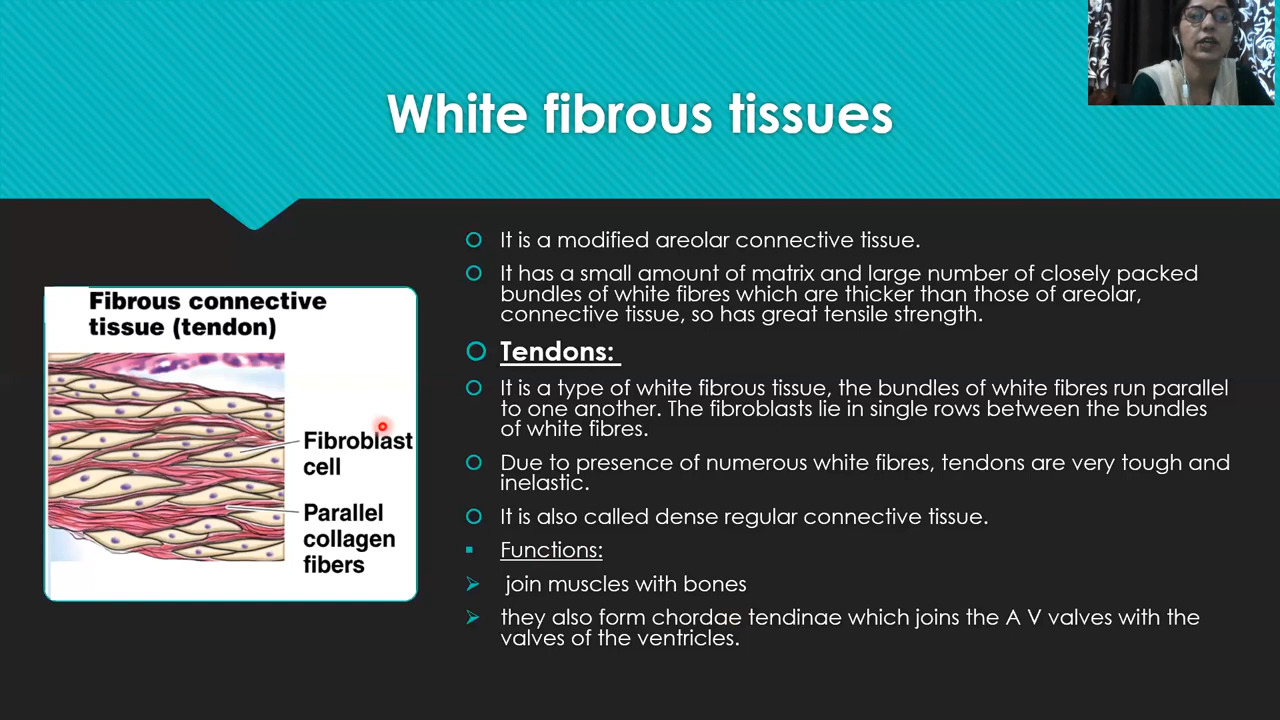 White fibrous tissues
It is a modified areolar connective tissue.
It has a small amount of matrix and large number of closely packed
bundles of white fibres which are thicker than those of areolar,
connective tissue, so has great tensile strength.
Tendons:
It is a type of white fibrous tissue, the bundles of white fibres run parallel
to one another. The fibroblasts lie in single rows between the bundles
of white fibres.
Due to presence of numerous white fibres, tendons are very tough and
inelastic.
It is also called dense regular connective tissue.
Functions:
join muscles with bones
they also form chordae tendinae which joins the A V valves with the
valves of the ventricles.
Fibrous connective
tissue (tendon)
Fibroblast
cell
Parallel
collagen
fibers